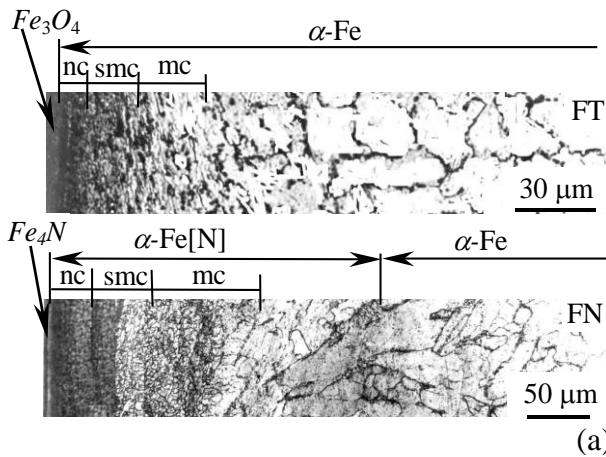 Fe₃O₄
α-Fe
nc smc mc
FT
30 μm
Fe₄N
α-Fe[N] α-Fe
nc smc mc
FN
50 μm
(a)